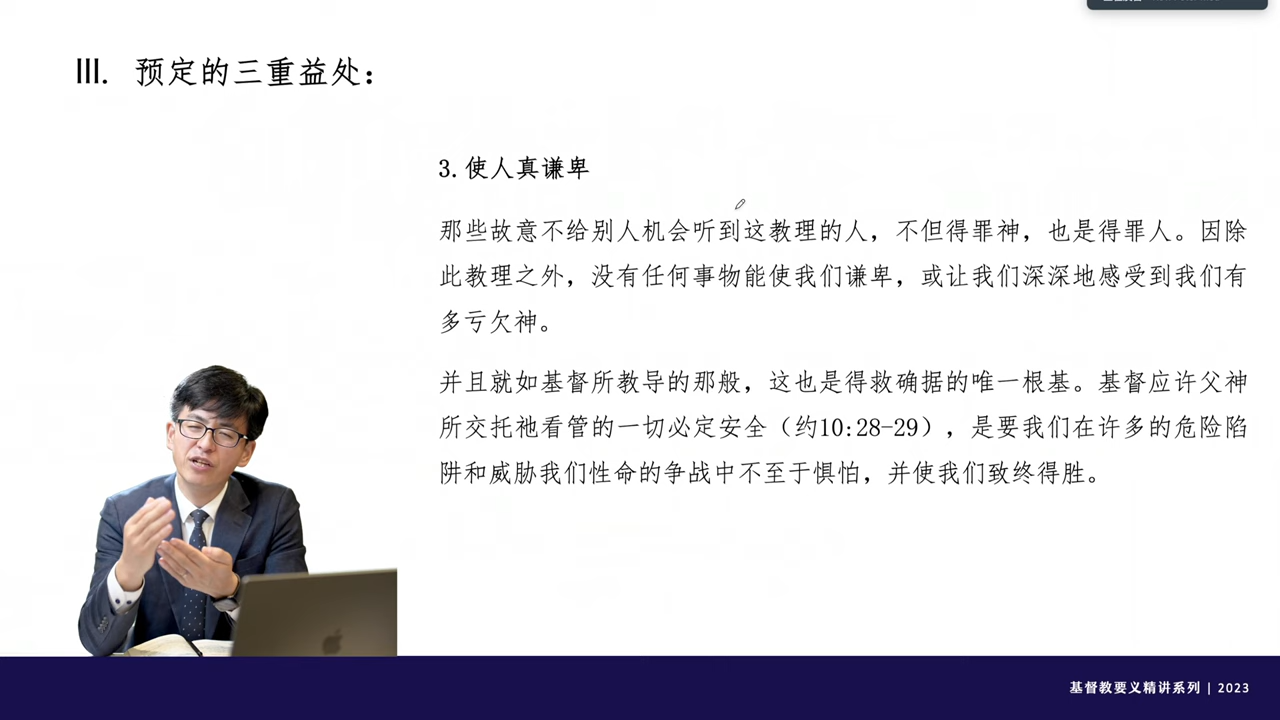 III. 预定的三重益处：
3.使人真谦卑
那些故意不给别人机会听到这教理的人，不但得罪神，也是得罪人。因除
此教理之外，没有任何事物能使我们谦卑，或让我们深深地感受到我们有
多亏欠神。
并且就如基督所教导的那般，这也是得救确据的唯一根基。基督应许父神
所交托祂看管的一切必定安全（约10:28-29），是要我们在许多的危险陷
阱和威胁我们性命的争战中不至于惧怕，并使我们致终得胜。
基督教要义精讲系列 | 2023